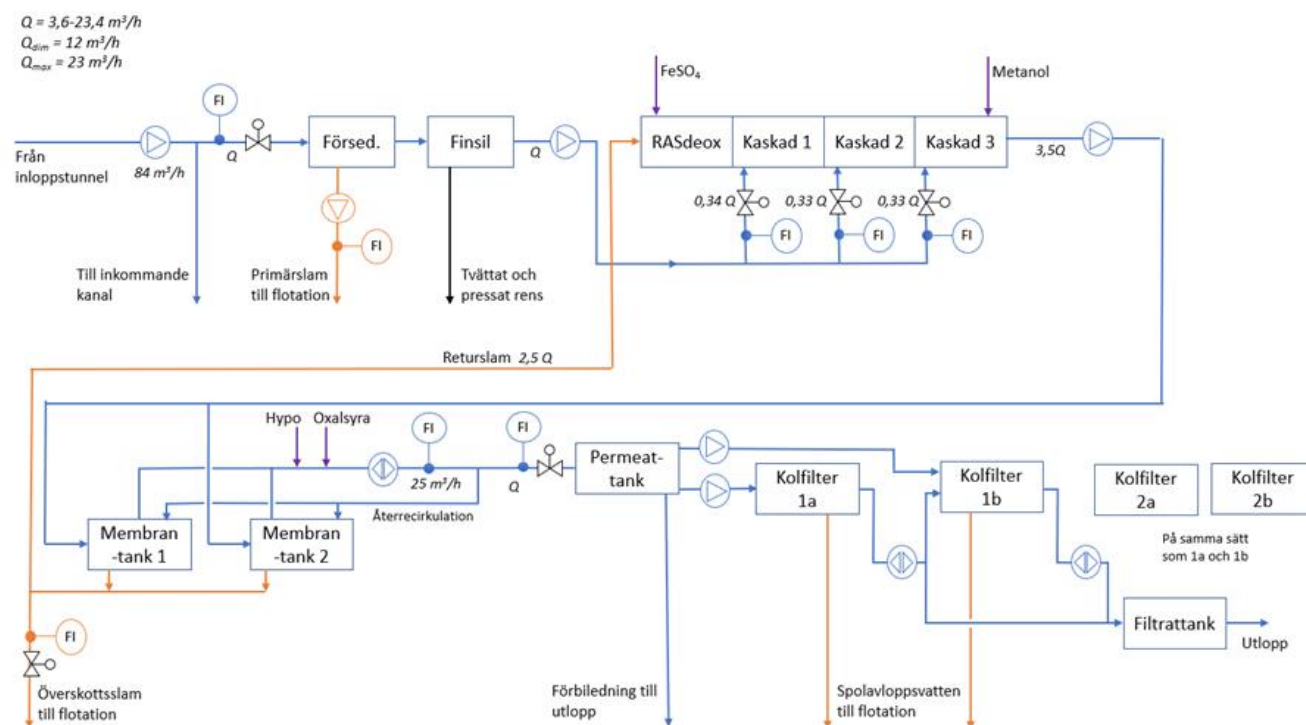 Q = 3,6-23,4 m³/h
Q_dim = 12 m³/h
Q_max = 23 m³/h
FI
Från
inloppstunnel
84 m³/h
Q
Försed.
Finsil
Q
FeSO₄
Metanol
RASdeox
Kaskad 1
Kaskad 2
Kaskad 3
3,5Q
0,34 Q
0,33 Q
0,33 Q
FI
FI
FI
FI
Till inkommande
kanal
Primärslam
till flotation
Tvättat och
pressat rens
Returslam 2,5 Q
Hypo
Oxalsyra
FI
FI
25 m³/h
Q
Återrecirkulation
Membran
-tank 1
Membran
-tank 2
Permeat-
tank
Kolfilter
1a
Kolfilter
1b
Kolfilter
2a
Kolfilter
2b
På samma sätt
som 1a och 1b
Filtrattank
Utlopp
FI
Överskottsslam
till flotation
Förbiledning till
utlopp
Spolavloppsvatten
till flotation